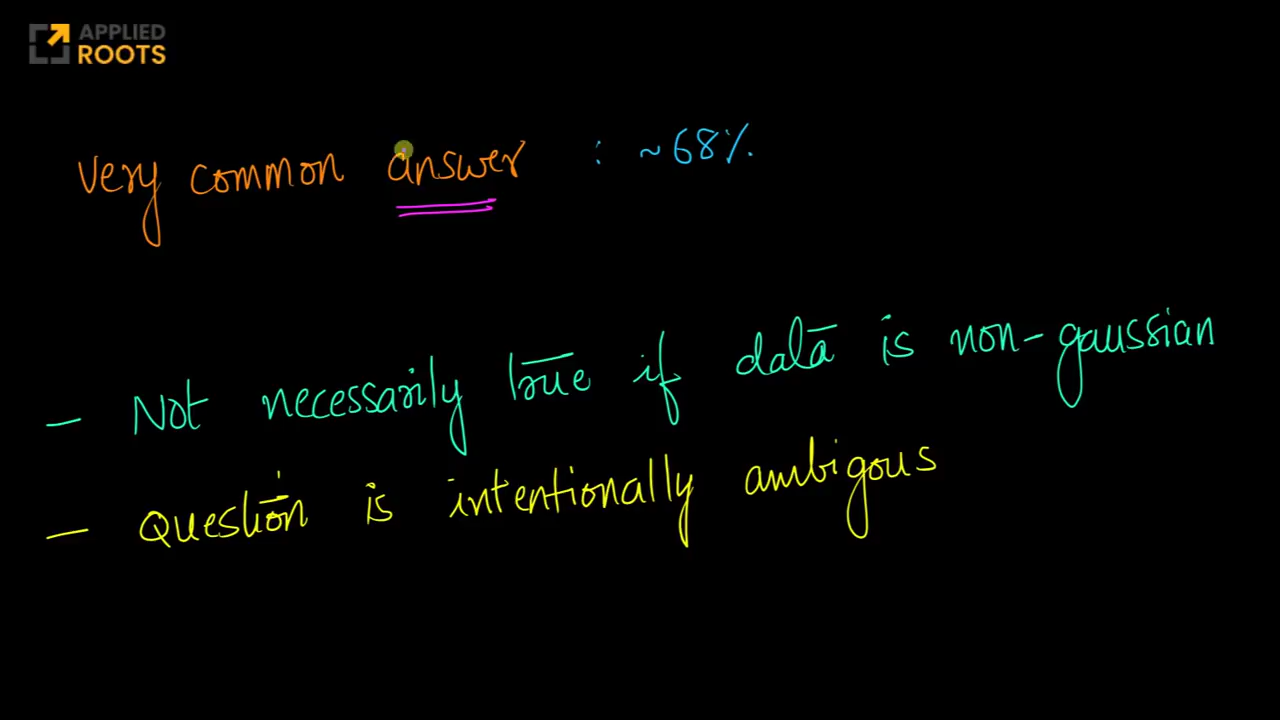 APPLIED
ROOTS
Very common answer : ~68%
- Not necessarily true if data is non-gaussian
- Question is intentionally ambigous